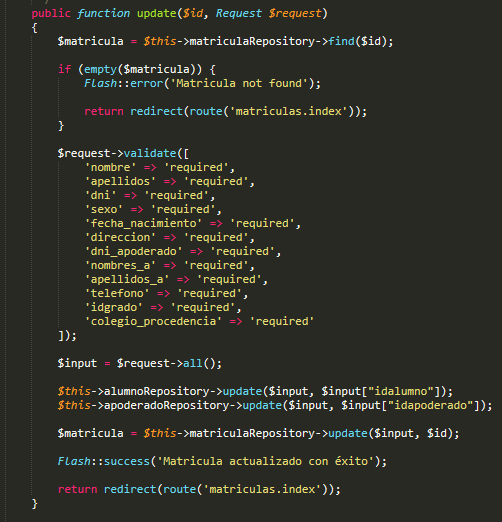 public function update($id, Request $request)
{
    $matricula = $this->matriculaRepository->find($id);
    if (empty($matricula)) {
        Flash::error('Matricula not found');
        return redirect(route('matriculas.index'));
    }
    $request->validate([
        'nombre' => 'required',
        'apellidos' => 'required',
        'dni' => 'required',
        'sexo' => 'required',
        'fecha_nacimiento' => 'required',
        'direccion' => 'required',
        'dni_apoderado' => 'required',
        'nombres_a' => 'required',
        'apellidos_a' => 'required',
        'telefono' => 'required',
        'idgrado' => 'required',
        'colegio_procedencia' => 'required'
    ]);
    $input = $request->all();
    $this->alumnoRepository->update($input, $input["idalumno"]);
    $this->apoderadoRepository->update($input, $input["idapoderado"]);
    $matricula = $this->matriculaRepository->update($input, $id);
    Flash::success('Matricula actualizado con éxito');
    return redirect(route('matriculas.index'));
}